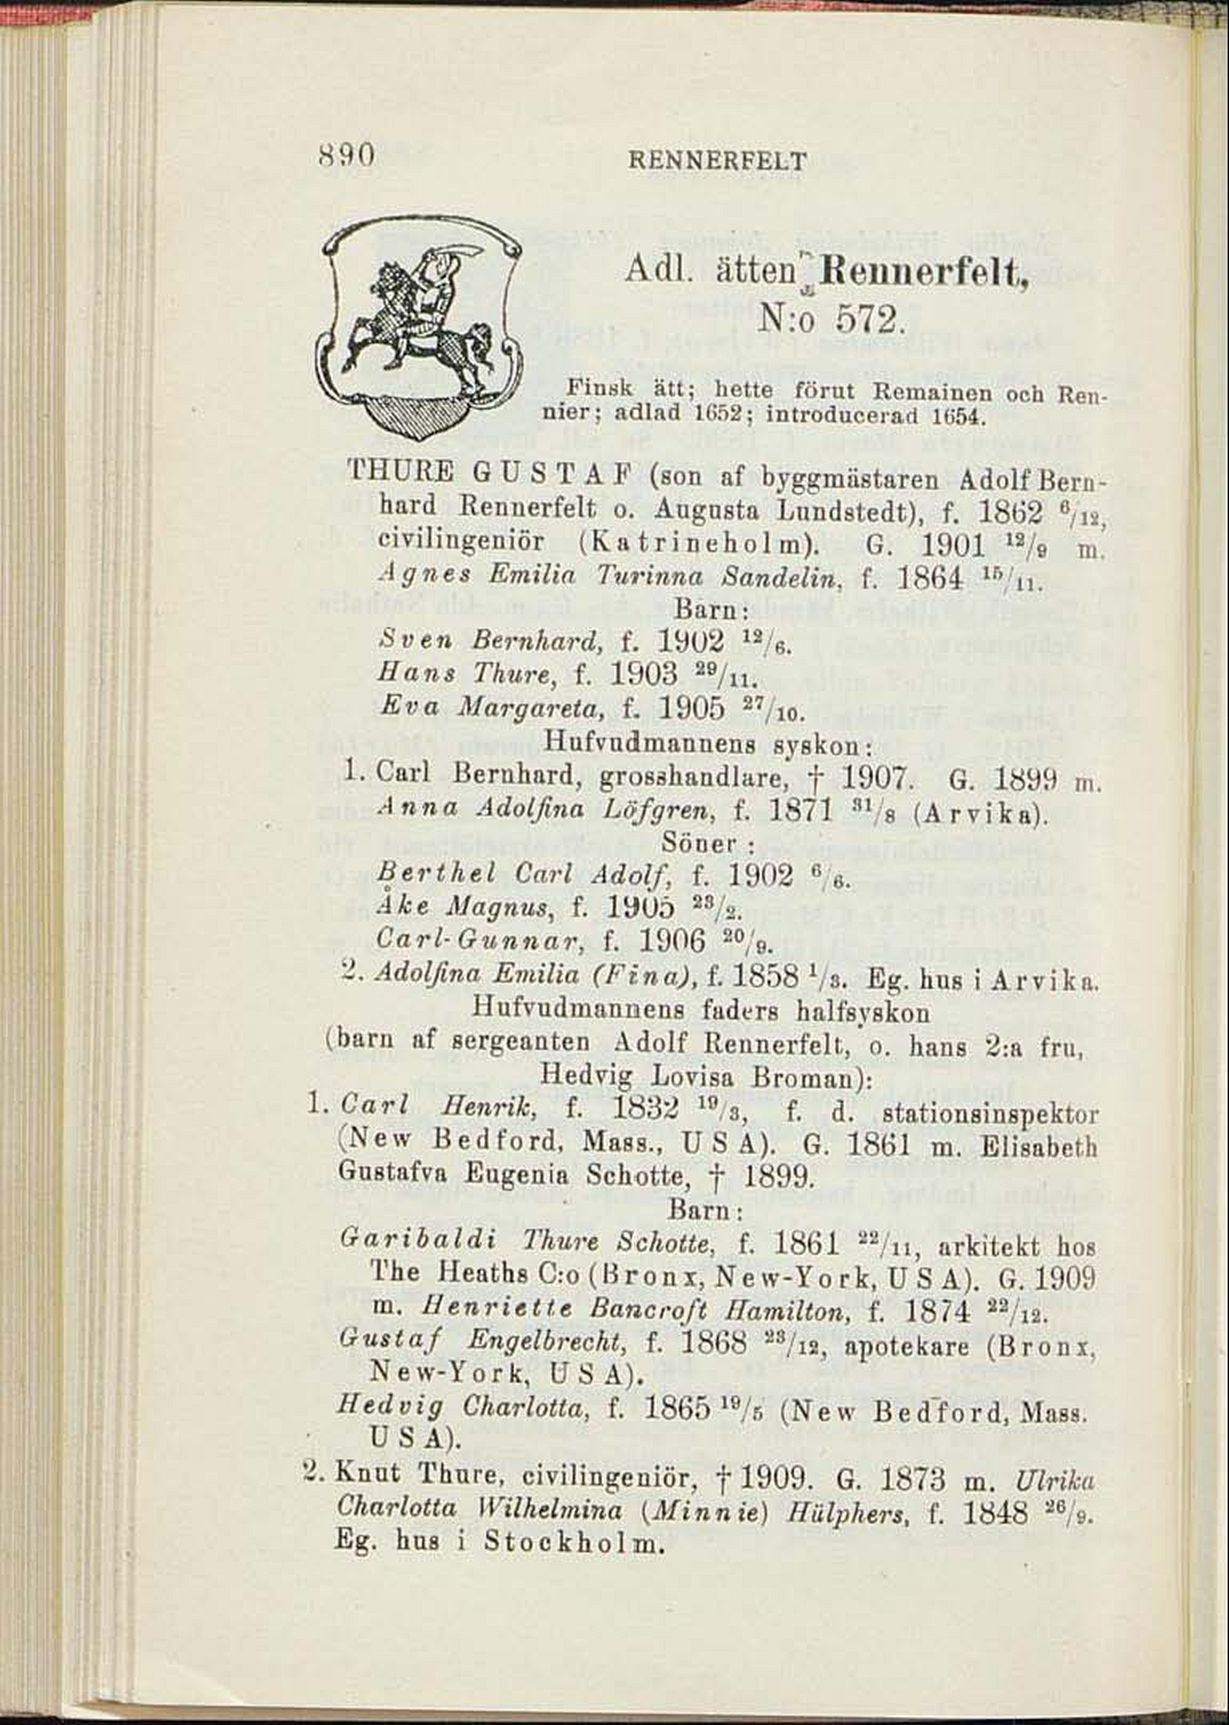 890 RENNERFELT
Adl. ätten Rennerfelt,
N:o 572.
Finsk ätt; hette förut Remainen och Ren-
nier; adlad 1652; introducerad 1654.
THURE GUSTAF (son af byggmästaren Adolf Bern-
hard Rennerfelt o. Augusta Lundstedt), f. 1862 6/12,
civilingeniör (Katrineholm). G. 1901 12/9 m.
Agnes Emilia Turinna Sandelin, f. 1864 15/11.
Barn:
Sven Bernhard, f. 1902 12/6.
Hans Thure, f. 1903 29/11.
Eva Margareta, f. 1905 27/10.
Hufvudmannens syskon:
1. Carl Bernhard, grosshandlare, † 1907. G. 1899 m.
Anna Adolfina Löfgren, f. 1871 31/8 (Arvika).
Söner:
Berthel Carl Adolf, f. 1902 6/6.
Åke Magnus, f. 1905 23/2.
Carl-Gunnar, f. 1906 20/9.
2. Adolfina Emilia (Fina), f. 1858 1/3. Eg. hus i Arvika.
Hufvudmannens faders halfsyskon
(barn af sergeanten Adolf Rennerfelt, o. hans 2:a fru,
Hedvig Lovisa Broman):
1. Carl Henrik, f. 1832 19/3, f. d. stationsinspektor
(New Bedford, Mass., USA). G. 1861 m. Elisabeth
Gustafva Eugenia Schotte, † 1899.
Barn:
Garibaldi Thure Schotte, f. 1861 22/11, arkitekt hos
The Heaths C:o (Bronx, New-York, USA). G. 1909
m. Henriette Bancroft Hamilton, f. 1874 22/12.
Gustaf Engelbrecht, f. 1868 23/12, apotekare (Bronx,
New-York, USA).
Hedvig Charlotta, f. 1865 19/5 (New Bedford, Mass.
USA).
2. Knut Thure, civilingeniör, † 1909. G. 1873 m. Ulrika
Charlotta Wilhelmina (Minnie) Hülphers, f. 1848 26/9.
Eg. hus i Stockholm.